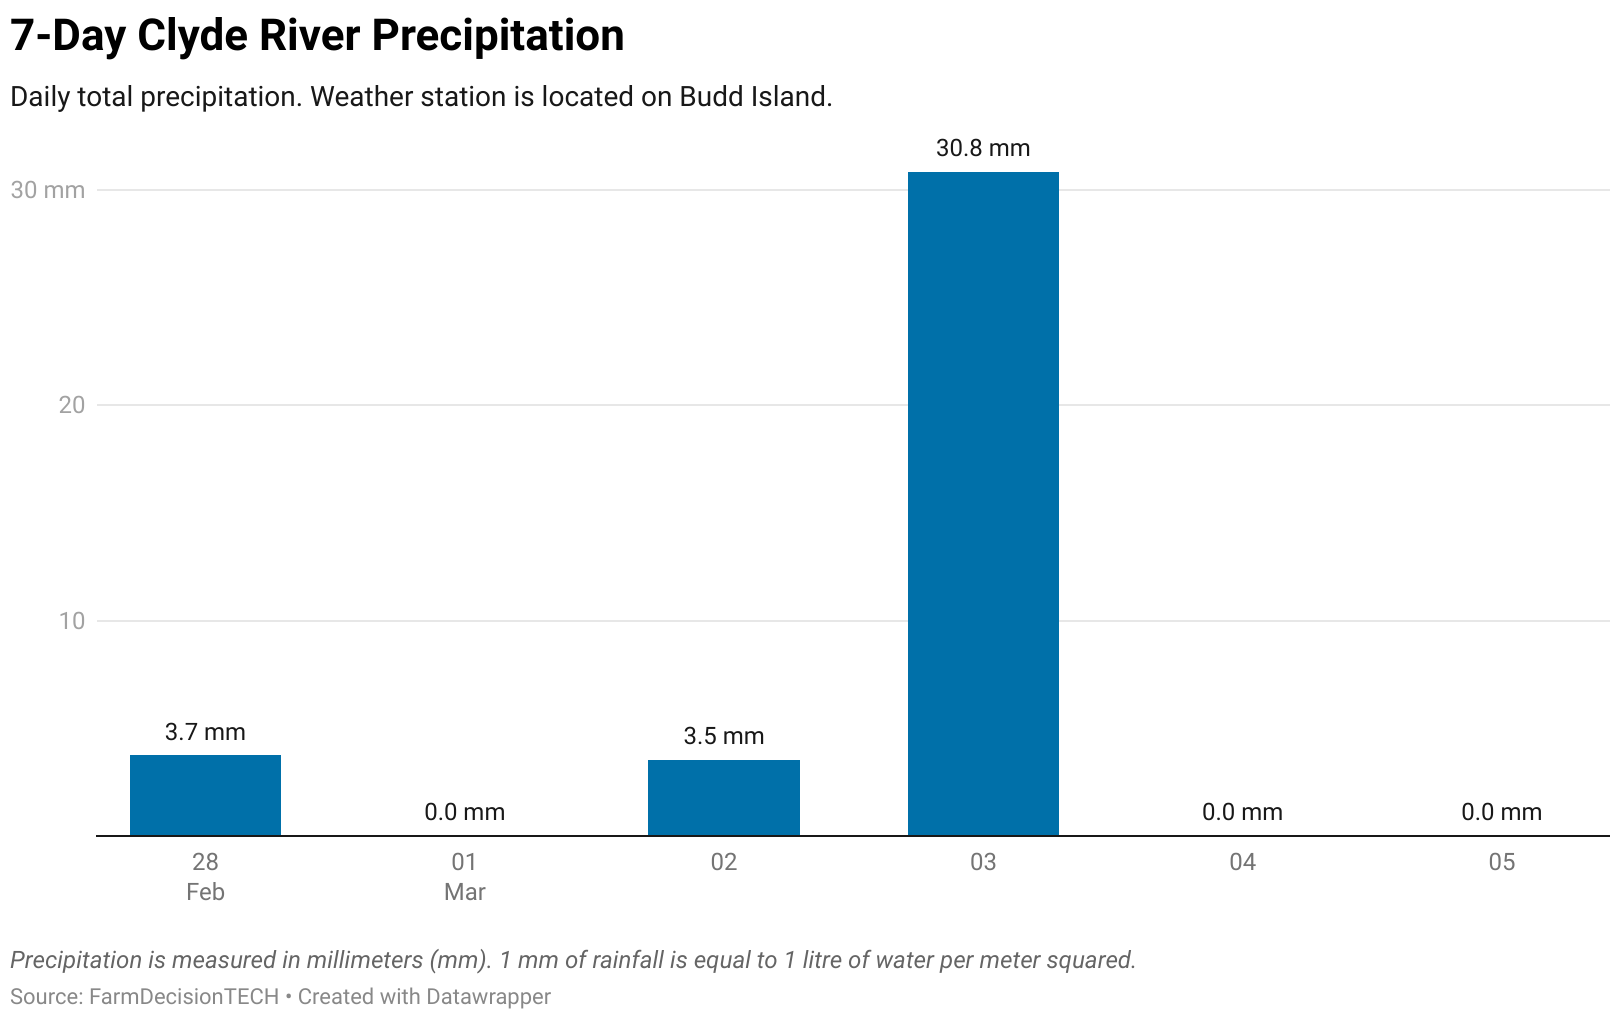 7-Day Clyde River Precipitation
Daily total precipitation. Weather station is located on Budd Island.
30.8 mm
30 mm
20
10
3.7 mm
3.5 mm
0.0 mm
0.0 mm
0.0 mm
28
01
02
03
04
05
Feb
Mar
Precipitation is measured in millimeters (mm). 1 mm of rainfall is equal to 1 litre of water per meter squared.
Source: FarmDecisionTECH • Created with Datawrapper